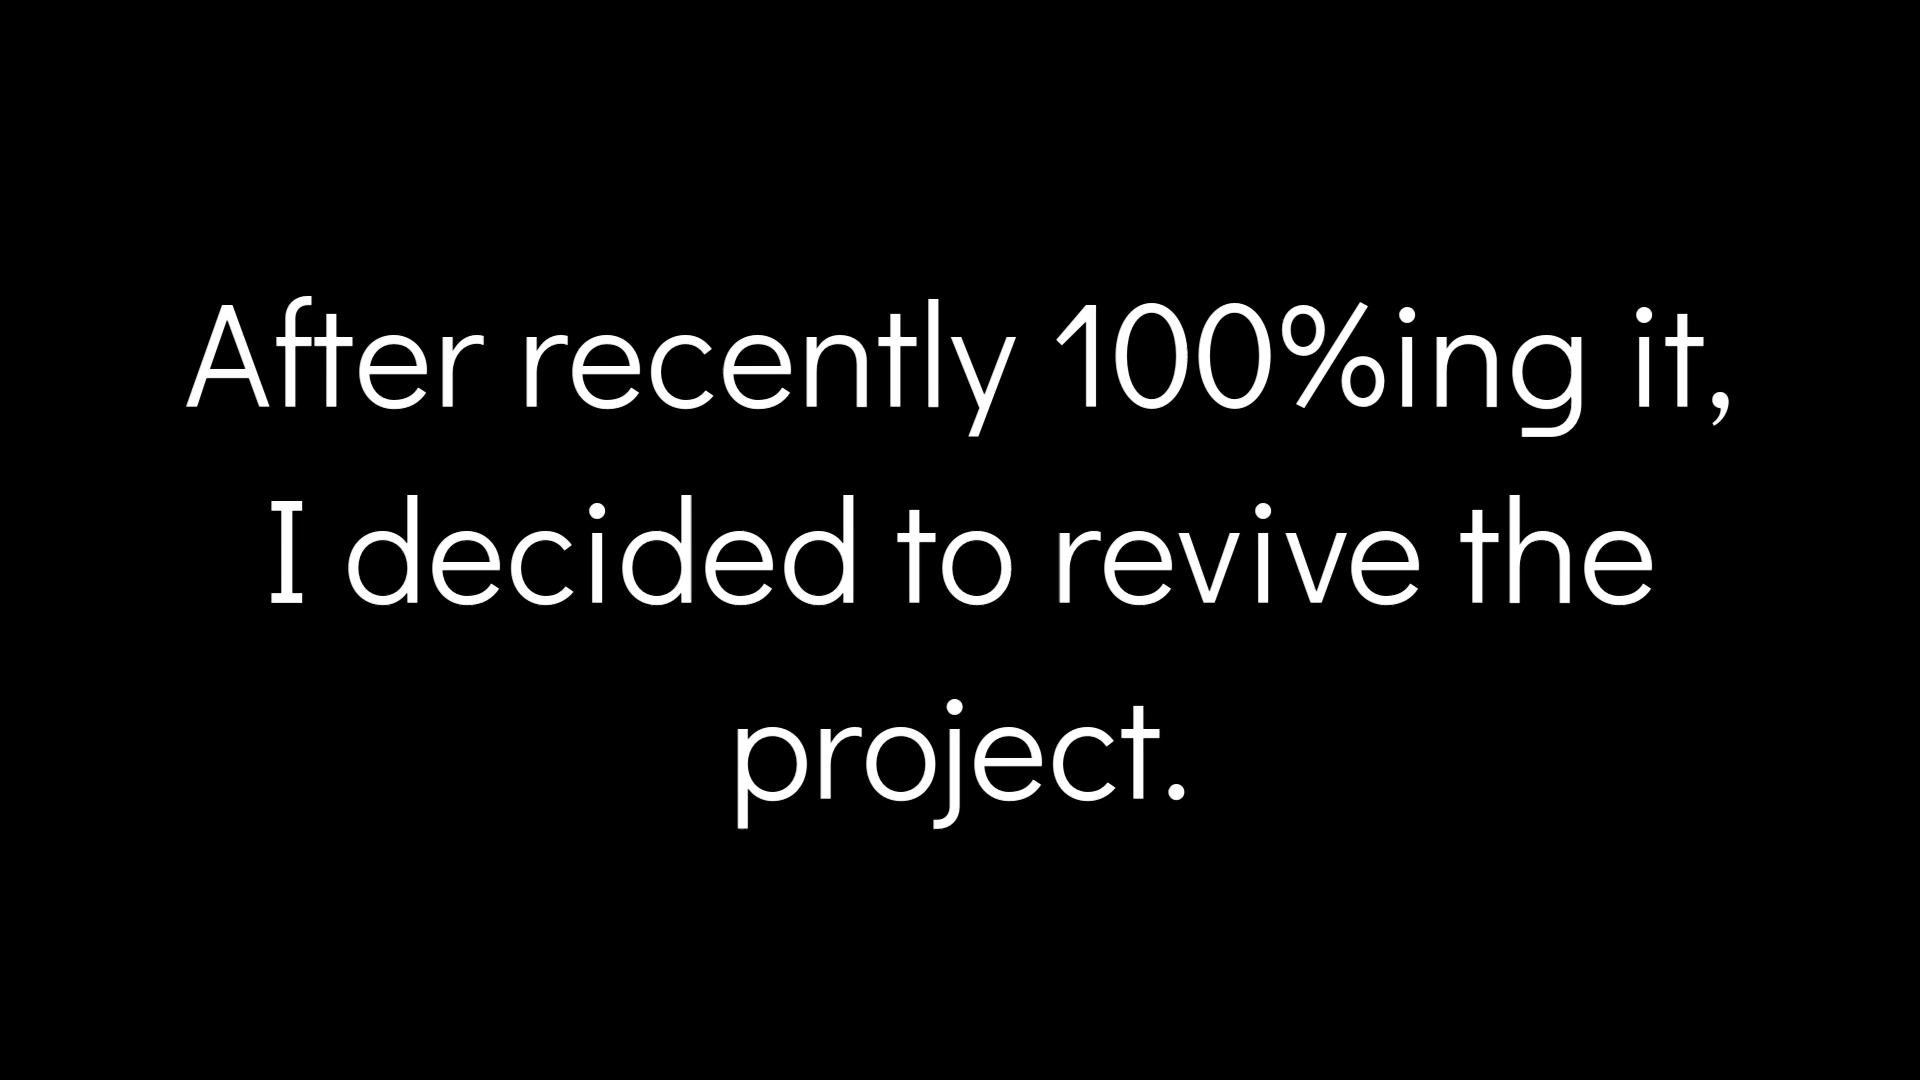 After recently 100%ing it,
I decided to revive the
project.